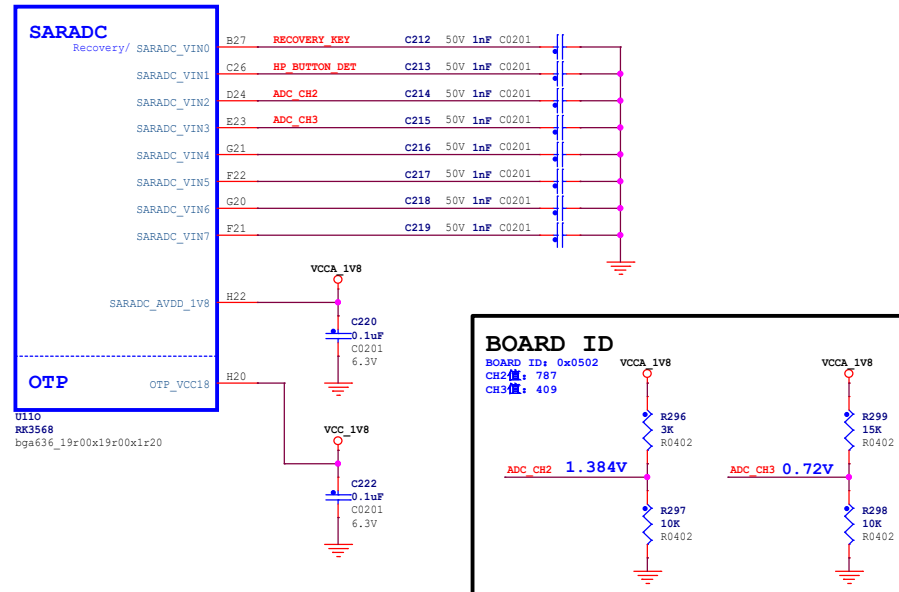 SARADC
Recovery/ SARADC_VIN0 B27 RECOVERY_KEY C212 50V 1nF C0201
SARADC_VIN1 C26 HP_BUTTON_DET C213 50V 1nF C0201
SARADC_VIN2 D24 ADC_CH2 C214 50V 1nF C0201
SARADC_VIN3 E23 ADC_CH3 C215 50V 1nF C0201
SARADC_VIN4 G21 C216 50V 1nF C0201
SARADC_VIN5 F22 C217 50V 1nF C0201
SARADC_VIN6 G20 C218 50V 1nF C0201
SARADC_VIN7 F21 C219 50V 1nF C0201
VCCA_1V8
SARADC_AVDD_1V8 H22
C220
0.1uF
C0201
6.3V
OTP OTP_VCC18 H20
U11O
RK3568
bga636_19r00x19r00x1r20
VCC_1V8
C222
0.1uF
C0201
6.3V
BOARD ID
BOARD ID: 0x0502
CH2值: 787
CH3值: 409
VCCA_1V8
R296
3K
R0402
ADC_CH2 1.384V
R297
10K
R0402
VCCA_1V8
R299
15K
R0402
ADC_CH3 0.72V
R298
10K
R0402